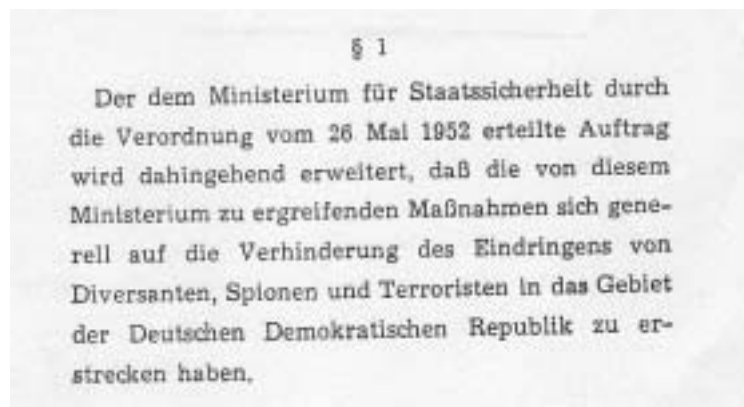 § 1
Der dem Ministerium für Staatssicherheit durch
die Verordnung vom 26 Mai 1952 erteilte Auftrag
wird dahingehend erweitert, daß die von diesem
Ministerium zu ergreifenden Maßnahmen sich gene-
rell auf die Verhinderung des Eindringens von
Diversanten, Spionen und Terroristen in das Gebiet
der Deutschen Demokratischen Republik zu er-
strecken haben.